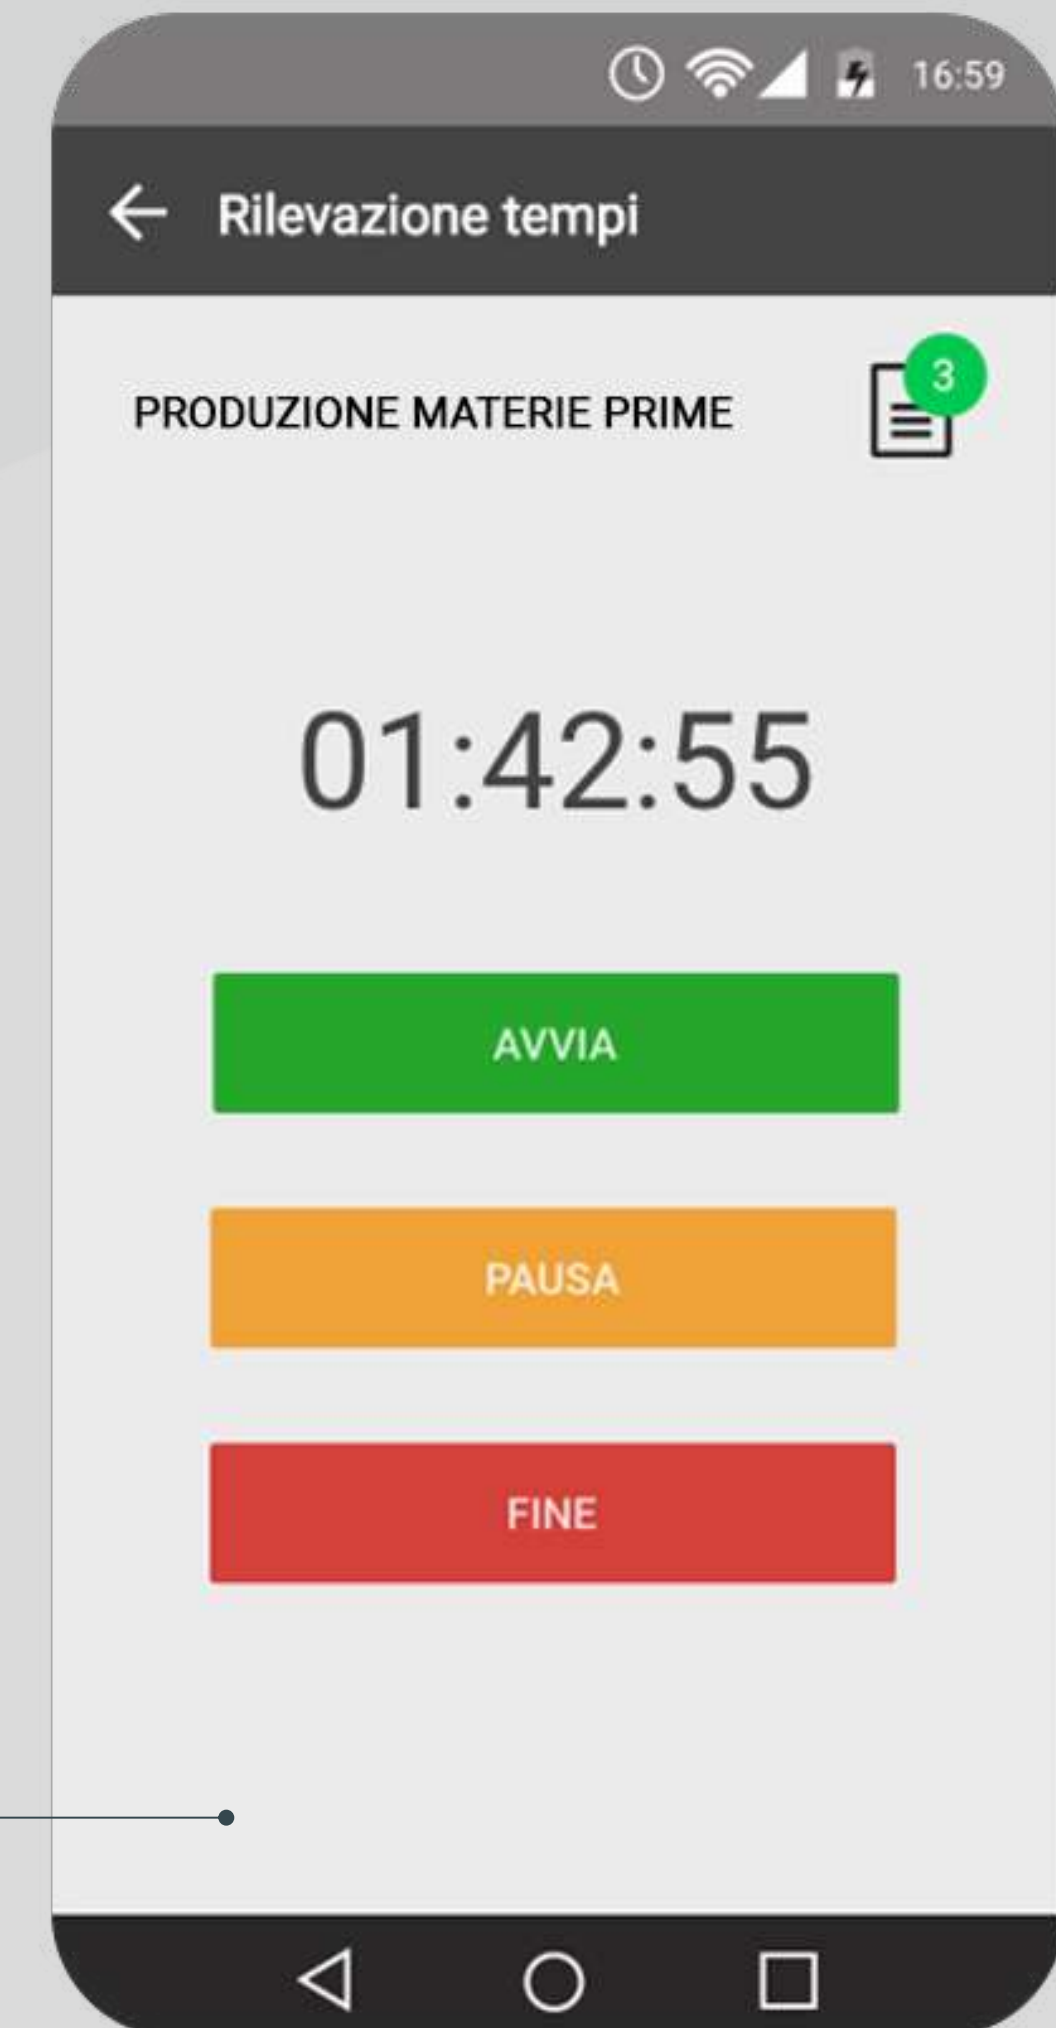 16:59
Rilevazione tempi
3
PRODUZIONE MATERIE PRIME
01:42:55
AVVIA
PAUSA
FINE